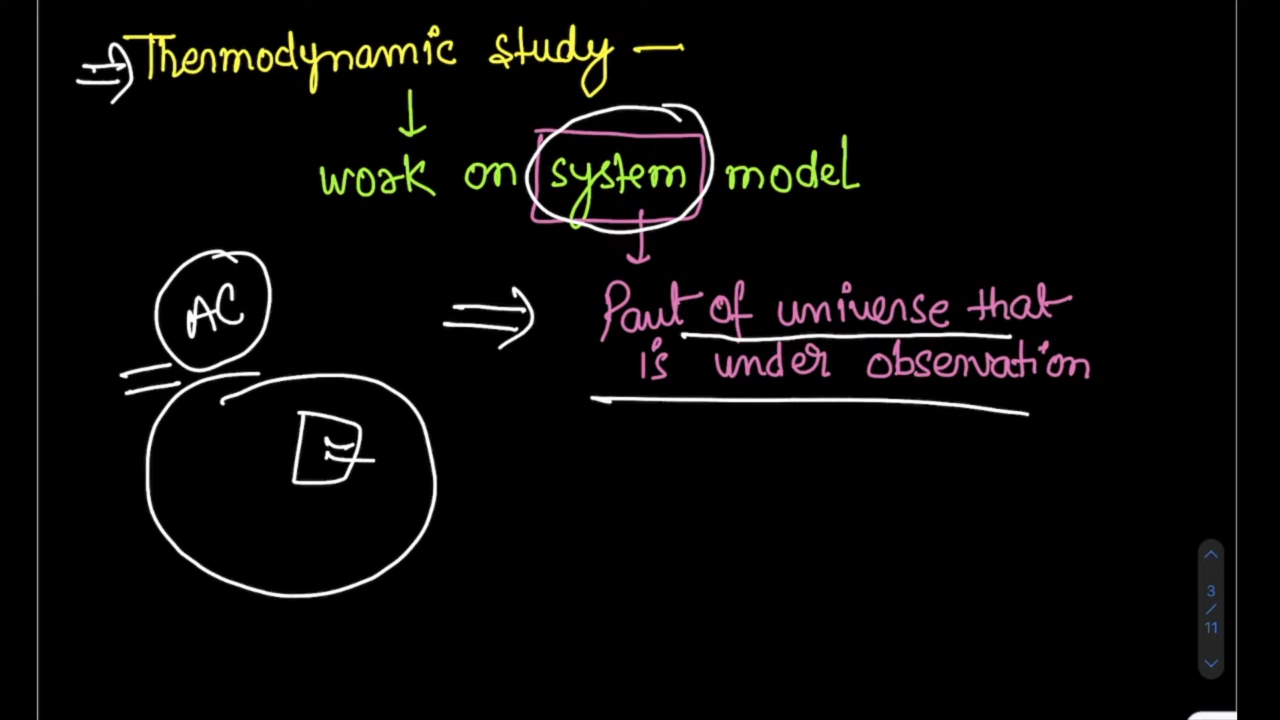 ⇒ Thermodynamic study —
↓
work on system model
↓
AC
⇒ Part of universe that
is under observation
3
/
11